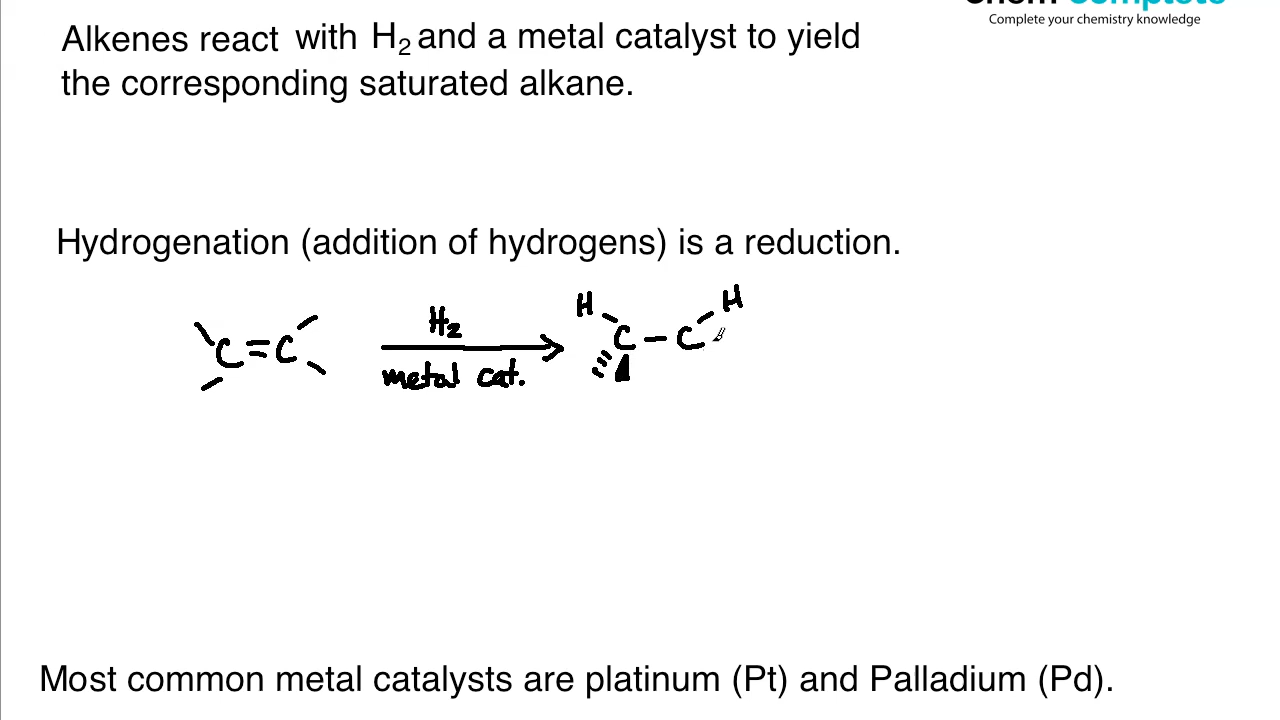 Complete your chemistry knowledge
Alkenes react with H₂ and a metal catalyst to yield
the corresponding saturated alkane.
Hydrogenation (addition of hydrogens) is a reduction.
C=C
H₂
metal cat.
H H
C-C
Most common metal catalysts are platinum (Pt) and Palladium (Pd).